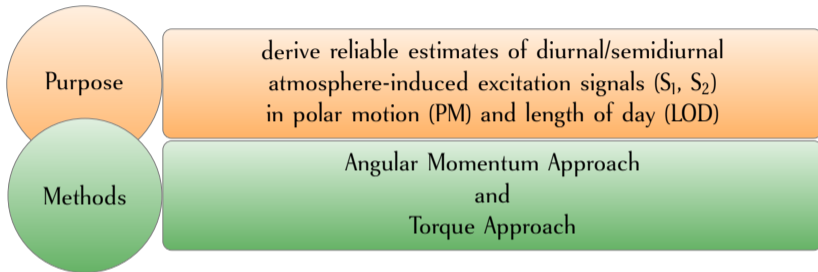 Purpose
derive reliable estimates of diurnal/semidiurnal
atmosphere-induced excitation signals (S₁, S₂)
in polar motion (PM) and length of day (LOD)
Methods
Angular Momentum Approach
and
Torque Approach